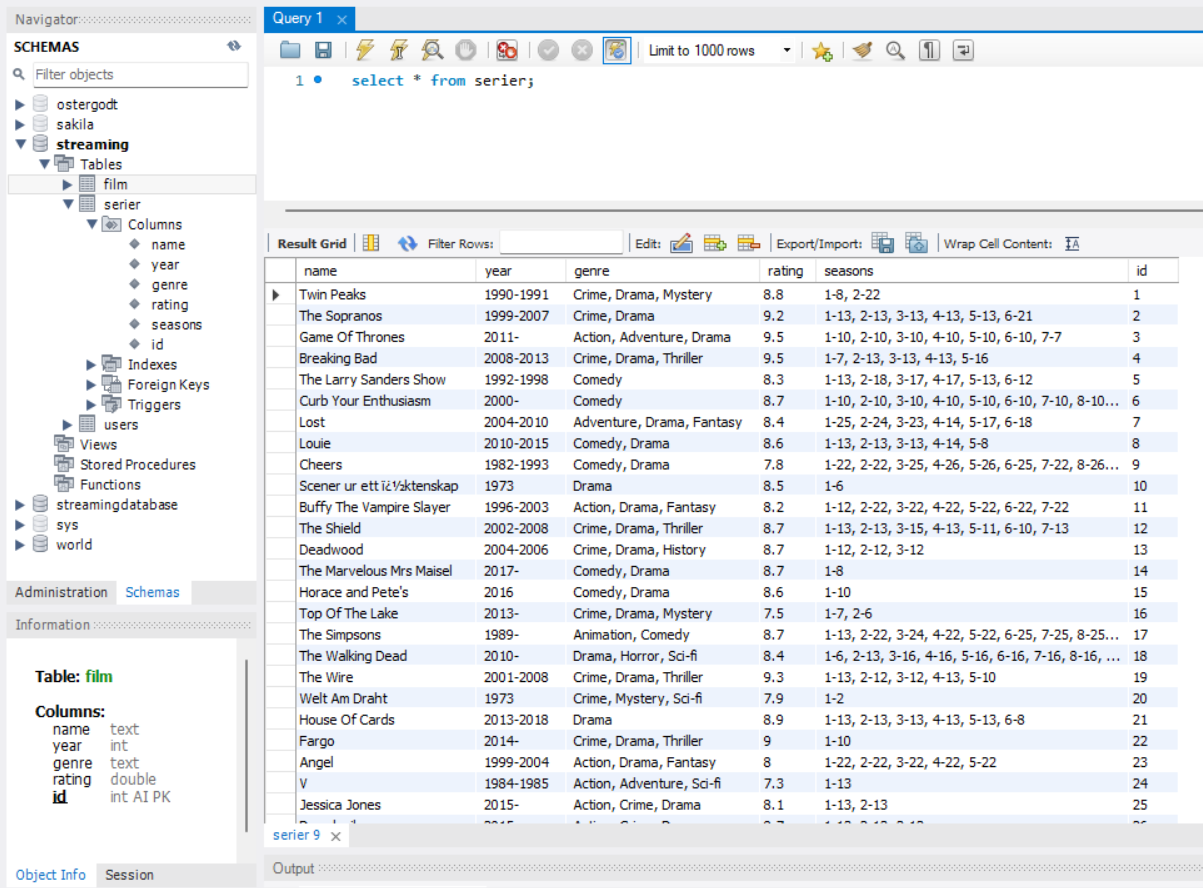 Navigator
SCHEMAS
Filter objects
ostergodt
sakila
streaming
Tables
film
serier
Columns
name
year
genre
rating
seasons
id
Indexes
Foreign Keys
Triggers
users
Views
Stored Procedures
Functions
streamingdatabase
sys
world
Administration Schemas
Information
Table: film
Columns:
name text
year int
genre text
rating double
id int AI PK
Object Info Session
Query 1
Limit to 1000 rows
1 select * from serier;
Result Grid Filter Rows: Edit: Export/Import: Wrap Cell Content:
name year genre rating seasons id
Twin Peaks 1990-1991 Crime, Drama, Mystery 8.8 1-8, 2-22 1
The Sopranos 1999-2007 Crime, Drama 9.2 1-13, 2-13, 3-13, 4-13, 5-13, 6-21 2
Game Of Thrones 2011- Action, Adventure, Drama 9.5 1-10, 2-10, 3-10, 4-10, 5-10, 6-10, 7-7 3
Breaking Bad 2008-2013 Crime, Drama, Thriller 9.5 1-7, 2-13, 3-13, 4-13, 5-16 4
The Larry Sanders Show 1992-1998 Comedy 8.3 1-13, 2-18, 3-17, 4-17, 5-13, 6-12 5
Curb Your Enthusiasm 2000- Comedy 8.7 1-10, 2-10, 3-10, 4-10, 5-10, 6-10, 7-10, 8-10... 6
Lost 2004-2010 Adventure, Drama, Fantasy 8.4 1-25, 2-24, 3-23, 4-14, 5-17, 6-18 7
Louie 2010-2015 Comedy, Drama 8.6 1-13, 2-13, 3-13, 4-14, 5-8 8
Cheers 1982-1993 Comedy, Drama 7.8 1-22, 2-22, 3-25, 4-26, 5-26, 6-25, 7-22, 8-26... 9
Scener ur ett ï¿½ktenskap 1973 Drama 8.5 1-6 10
Buffy The Vampire Slayer 1996-2003 Action, Drama, Fantasy 8.2 1-12, 2-22, 3-22, 4-22, 5-22, 6-22, 7-22 11
The Shield 2002-2008 Crime, Drama, Thriller 8.7 1-13, 2-13, 3-15, 4-13, 5-11, 6-10, 7-13 12
Deadwood 2004-2006 Crime, Drama, History 8.7 1-12, 2-12, 3-12 13
The Marvelous Mrs Maisel 2017- Comedy, Drama 8.7 1-8 14
Horace and Pete's 2016 Comedy, Drama 8.6 1-10 15
Top Of The Lake 2013- Crime, Drama, Mystery 7.5 1-7, 2-6 16
The Simpsons 1989- Animation, Comedy 8.7 1-13, 2-22, 3-24, 4-22, 5-22, 6-25, 7-25, 8-25... 17
The Walking Dead 2010- Drama, Horror, Sci-fi 8.4 1-6, 2-13, 3-16, 4-16, 5-16, 6-16, 7-16, 8-16, ... 18
The Wire 2001-2008 Crime, Drama, Thriller 9.3 1-13, 2-12, 3-12, 4-13, 5-10 19
Welt Am Draht 1973 Crime, Mystery, Sci-fi 7.9 1-2 20
House Of Cards 2013-2018 Drama 8.9 1-13, 2-13, 3-13, 4-13, 5-13, 6-8 21
Fargo 2014- Crime, Drama, Thriller 9 1-10 22
Angel 1999-2004 Action, Drama, Fantasy 8 1-22, 2-22, 3-22, 4-22, 5-22 23
V 1984-1985 Action, Adventure, Sci-fi 7.3 1-13 24
Jessica Jones 2015- Action, Crime, Drama 8.1 1-13, 2-13 25
serier 9
Output